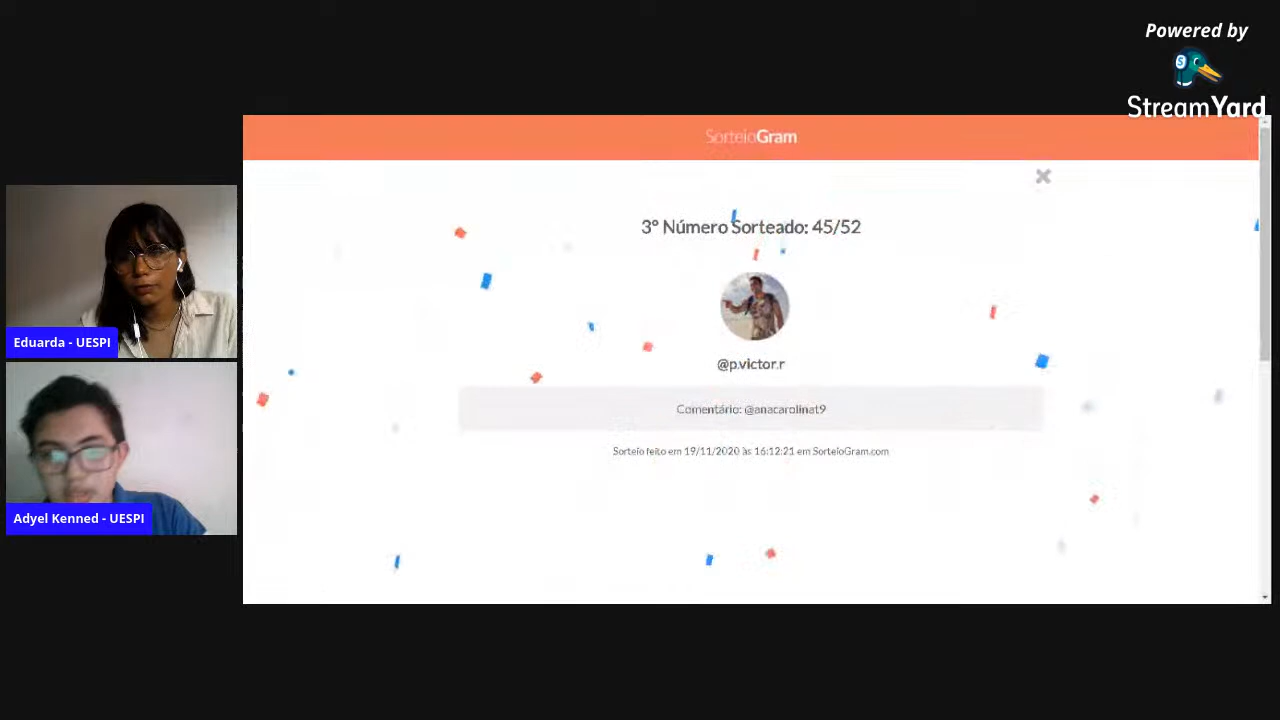 Powered by
StreamYard
SorteioGram
3º Número Sorteado: 45/52
@p.victor.r
Comentário: @anacarolinat9
Sorteio feito em 19/11/2020 às 16:12:21 em SorteioGram.com
Eduarda - UESPI
Adyel Kenned - UESPI